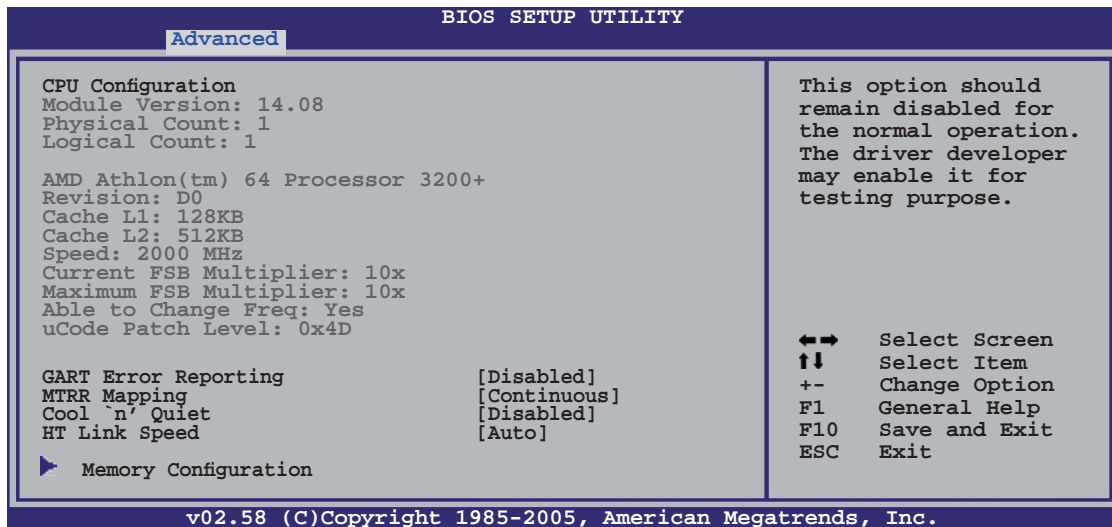 BIOS SETUP UTILITY
Advanced
CPU Configuration
Module Version: 14.08
Physical Count: 1
Logical Count: 1
AMD Athlon(tm) 64 Processor 3200+
Revision: D0
Cache L1: 128KB
Cache L2: 512KB
Speed: 2000 MHz
Current FSB Multiplier: 10x
Maximum FSB Multiplier: 10x
Able to Change Freq: Yes
uCode Patch Level: 0x4D
GART Error Reporting [Disabled]
MTRR Mapping [Continuous]
Cool `n’ Quiet [Disabled]
HT Link Speed [Auto]
Memory Configuration
This option should
remain disabled for
the normal operation.
The driver developer
may enable it for
testing purpose.
Select Screen
Select Item
+- Change Option
F1 General Help
F10 Save and Exit
ESC Exit
v02.58 (C)Copyright 1985-2005, American Megatrends, Inc.